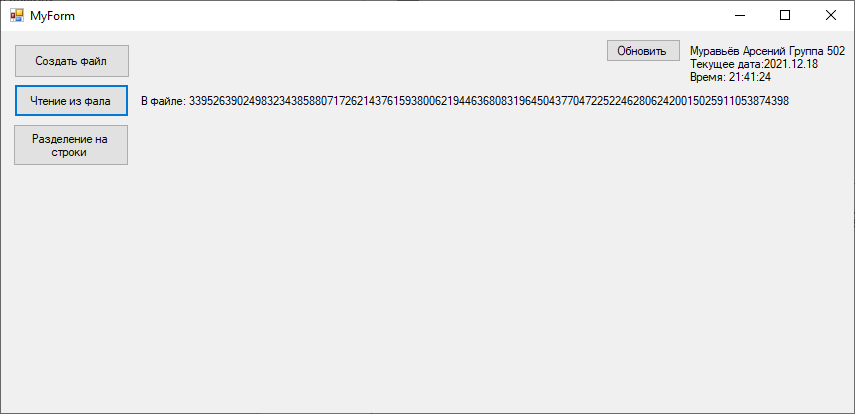 MyForm
Создать файл
Обновить
Муравьёв Арсений Группа 502
Текущее дата:2021.12.18
Время: 21:41:24
Чтение из фала
В файле: 3395263902498323438588071726214376159380062194463680831964504377047225224628062420015025911053874398
Разделение на
строки